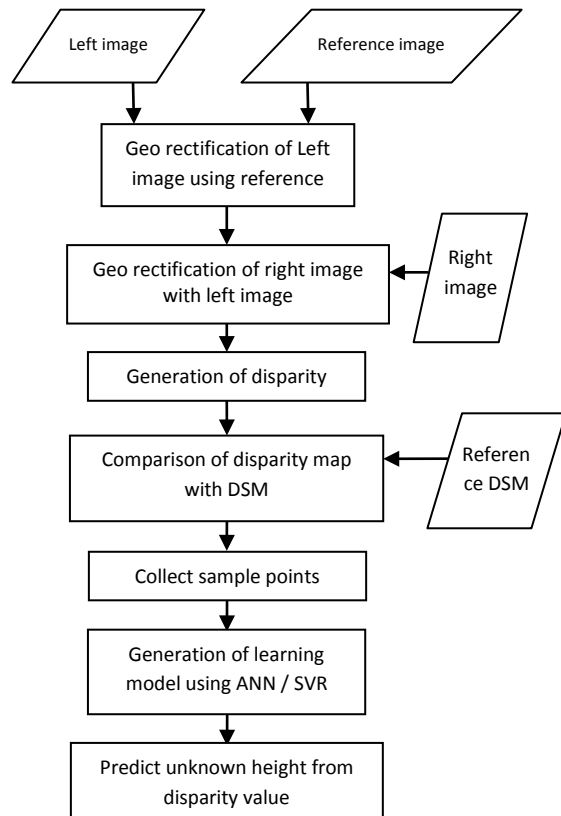 Left image
Reference image
Geo rectification of Left
image using reference
Geo rectification of right image
with left image
Right
image
Generation of disparity
Comparison of disparity map
with DSM
Referen
ce DSM
Collect sample points
Generation of learning
model using ANN / SVR
Predict unknown height from
disparity value